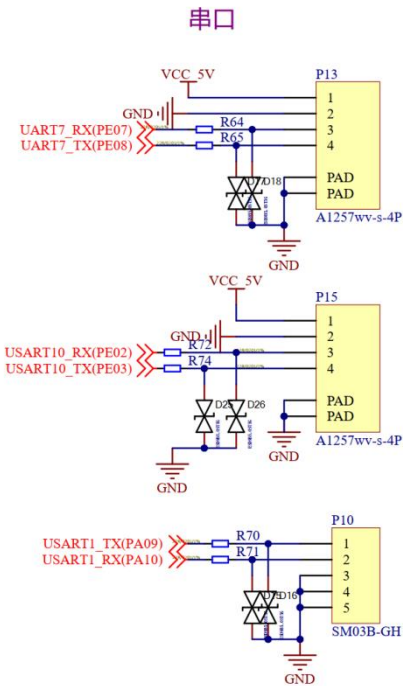 串口
VCC_5V
P13
1
GND
2
UART7_RX(PE07)
R64
3
UART7_TX(PE08)
R65
4
D18
PAD
PAD
A1257wv-s-4P
GND
VCC_5V
P15
1
GND
2
USART10_RX(PE02)
R72
3
USART10_TX(PE03)
R74
4
D25
D26
PAD
PAD
A1257wv-s-4P
GND
GND
P10
USART1_TX(PA09)
R70
1
USART1_RX(PA10)
R71
2
3
4
D16
5
SM03B-GH
GND